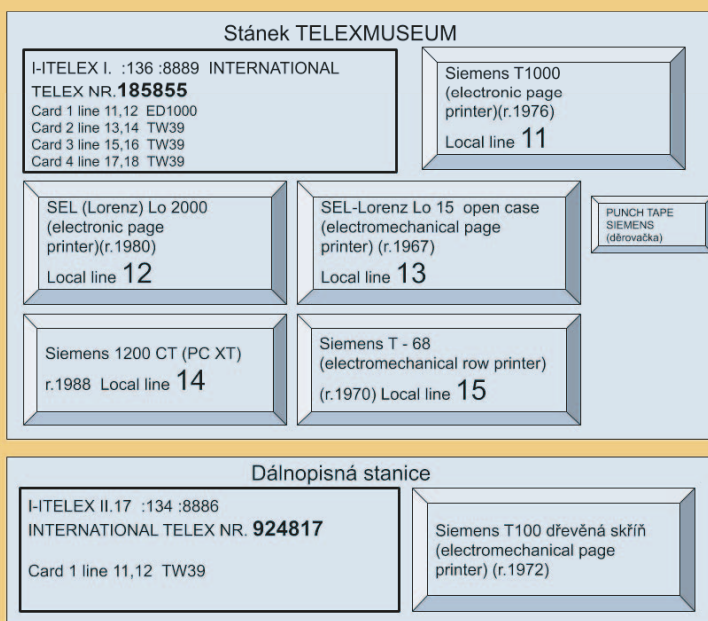 Stánek TELEXMUSEUM
I-ITELEX I. :136 :8889 INTERNATIONAL
TELEX NR.185855
Card 1 line 11,12 ED1000
Card 2 line 13,14 TW39
Card 3 line 15,16 TW39
Card 4 line 17,18 TW39
Siemens T1000
(electronic page
printer)(r.1976)
Local line 11
SEL (Lorenz) Lo 2000
(electronic page
printer)(r.1980)
Local line 12
SEL-Lorenz Lo 15 open case
(electromechanical page
printer) (r.1967)
Local line 13
PUNCH TAPE
SIEMENS
(děrovačka)
Siemens 1200 CT (PC XT)
r.1988 Local line 14
Siemens T - 68
(electromechanical row printer)
(r.1970) Local line 15
Dálnopisná stanice
I-ITELEX II.17 :134 :8886
INTERNATIONAL TELEX NR. 924817
Card 1 line 11,12 TW39
Siemens T100 dřevěná skříň
(electromechanical page
printer) (r.1972)